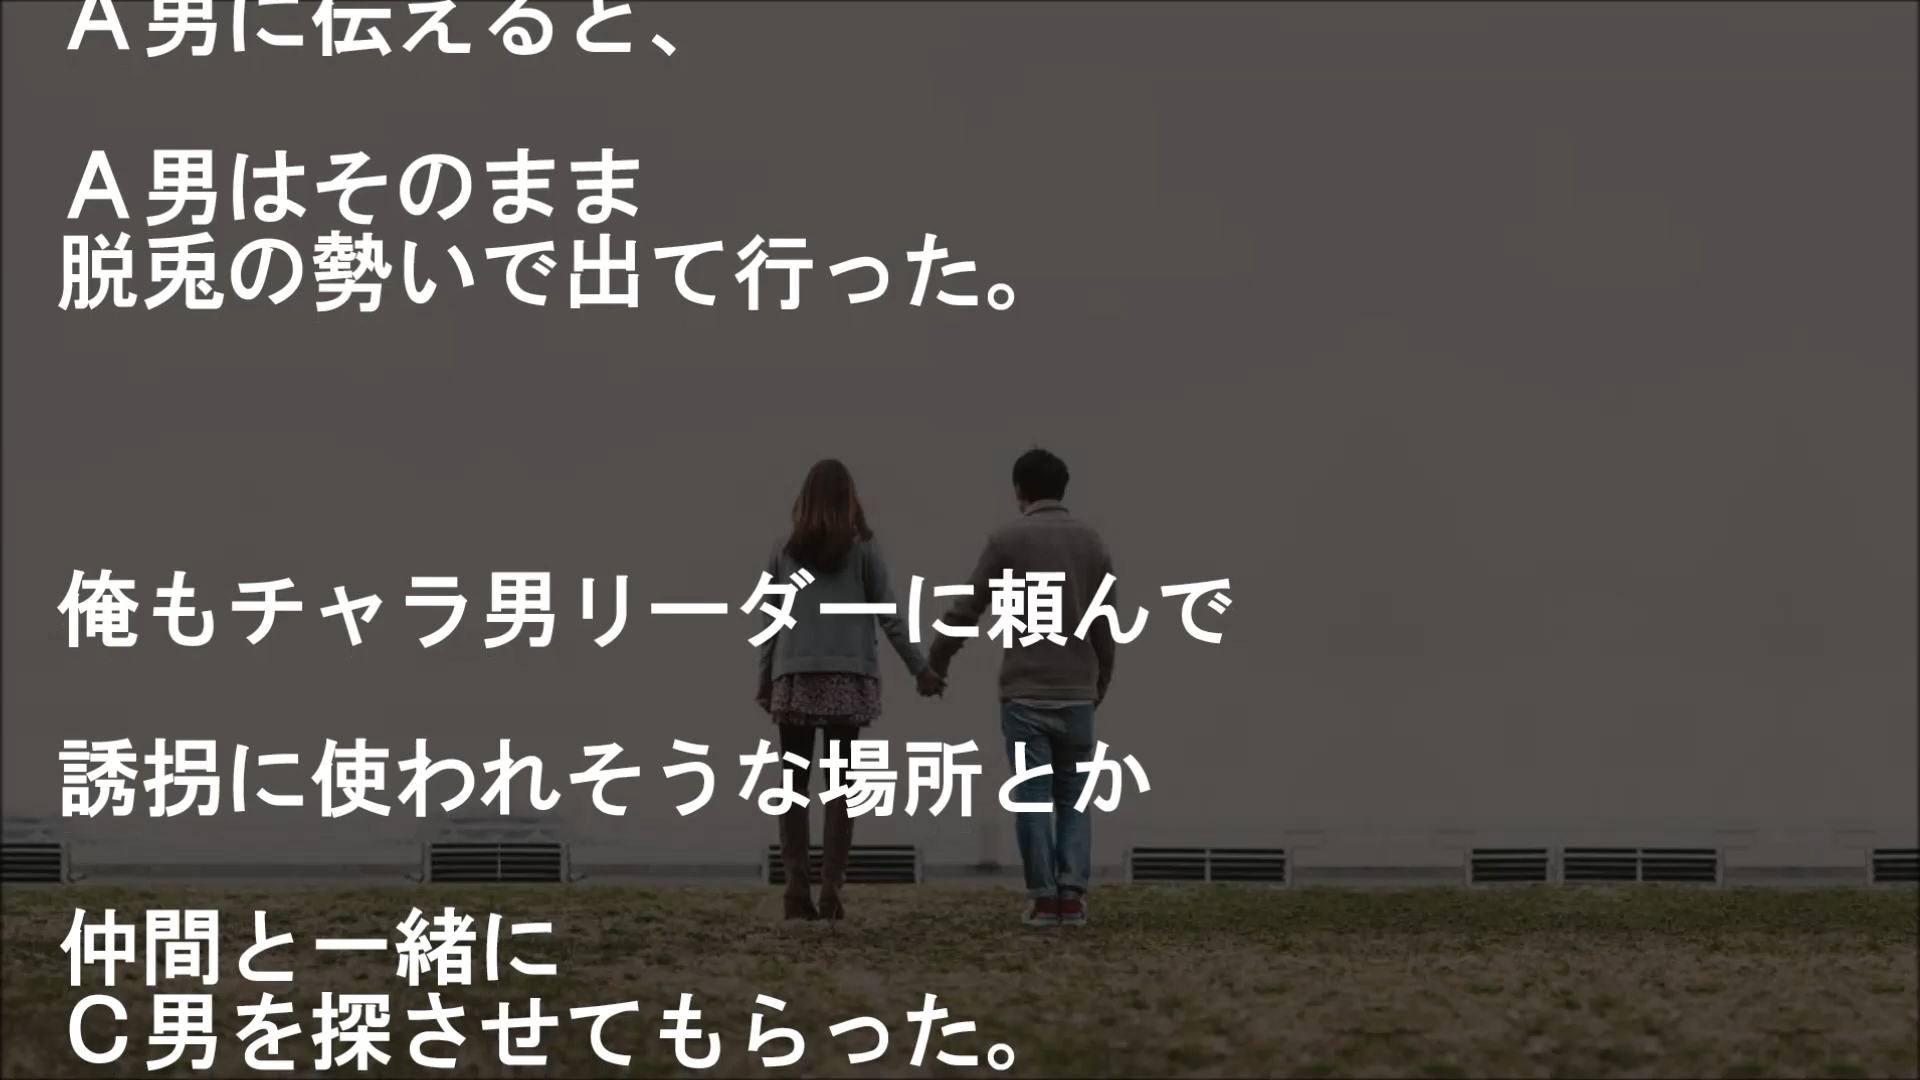 Ａ男に伝えると、
Ａ男はそのまま
脱兎の勢いで出て行った。
俺もチャラ男リーダーに頼んで
誘拐に使われそうな場所とか
仲間と一緒に
Ｃ男を探させてもらった。